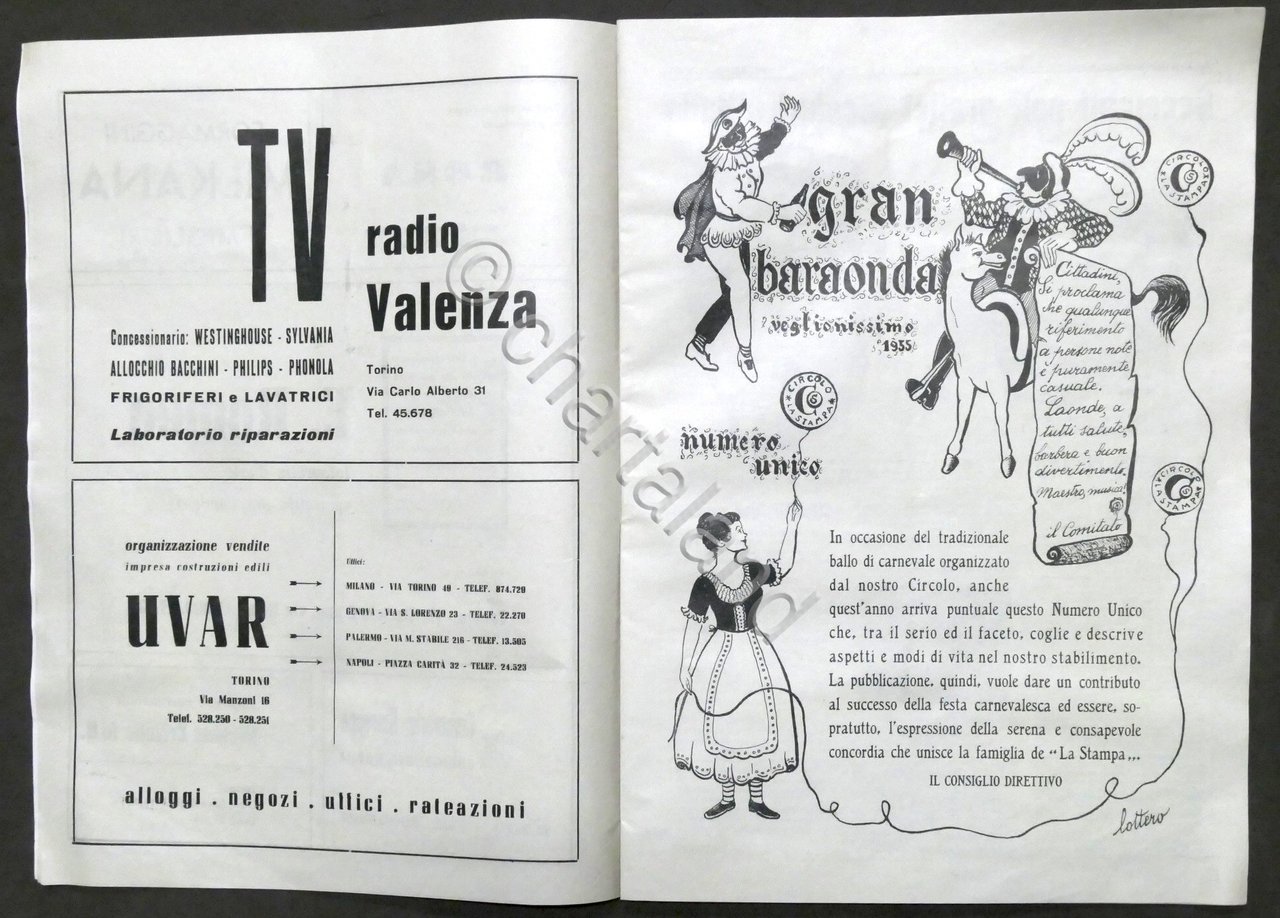 TV
radio
Valenza
Concessionario: WESTINGHOUSE - SYLVANIA
ALLOCCHIO BACCHINI - PHILIPS - PHONOLA
FRIGORIFERI e LAVATRICI
Laboratorio riparazioni
Torino
Via Carlo Alberto 31
Tel. 45.678
organizzazione vendite
impresa costruzioni edili
UVAR
TORINO
Via Manzoni 16
Telef. 528.250 - 528.251
Uffici:
MILANO - VIA TORINO 40 - TELEF. 874.720
GENOVA - VIA S. LORENZO 23 - TELEF. 22.270
PALERMO - VIA M. STABILE 216 - TELEF. 13.505
NAPOLI - PIAZZA CARITÀ 32 - TELEF. 24.523
alloggi . negozi . uffici . rateazioni
gran
baraonda
veglionissimo
1955
CIRCOLO
LA STAMPA
Cittadini,
Si proclama
che qualunque
riferimento
a persone note
è puramente
casuale.
Laonde, a
tutti salute,
barbera e buon
divertimento.
Maestro, musica!
il Comitato
CIRCOLO
LA STAMPA
numero
unico
CIRCOLO
LA STAMPA
In occasione del tradizionale
ballo di carnevale organizzato
dal nostro Circolo, anche
quest'anno arriva puntuale questo Numero Unico
che, tra il serio ed il faceto, coglie e descrive
aspetti e modi di vita nel nostro stabilimento.
La pubblicazione, quindi, vuole dare un contributo
al successo della festa carnevalesca ed essere, so-
pratutto, l'espressione della serena e consapevole
concordia che unisce la famiglia de “La Stampa„.
IL CONSIGLIO DIRETTIVO
lottero
© chartaland